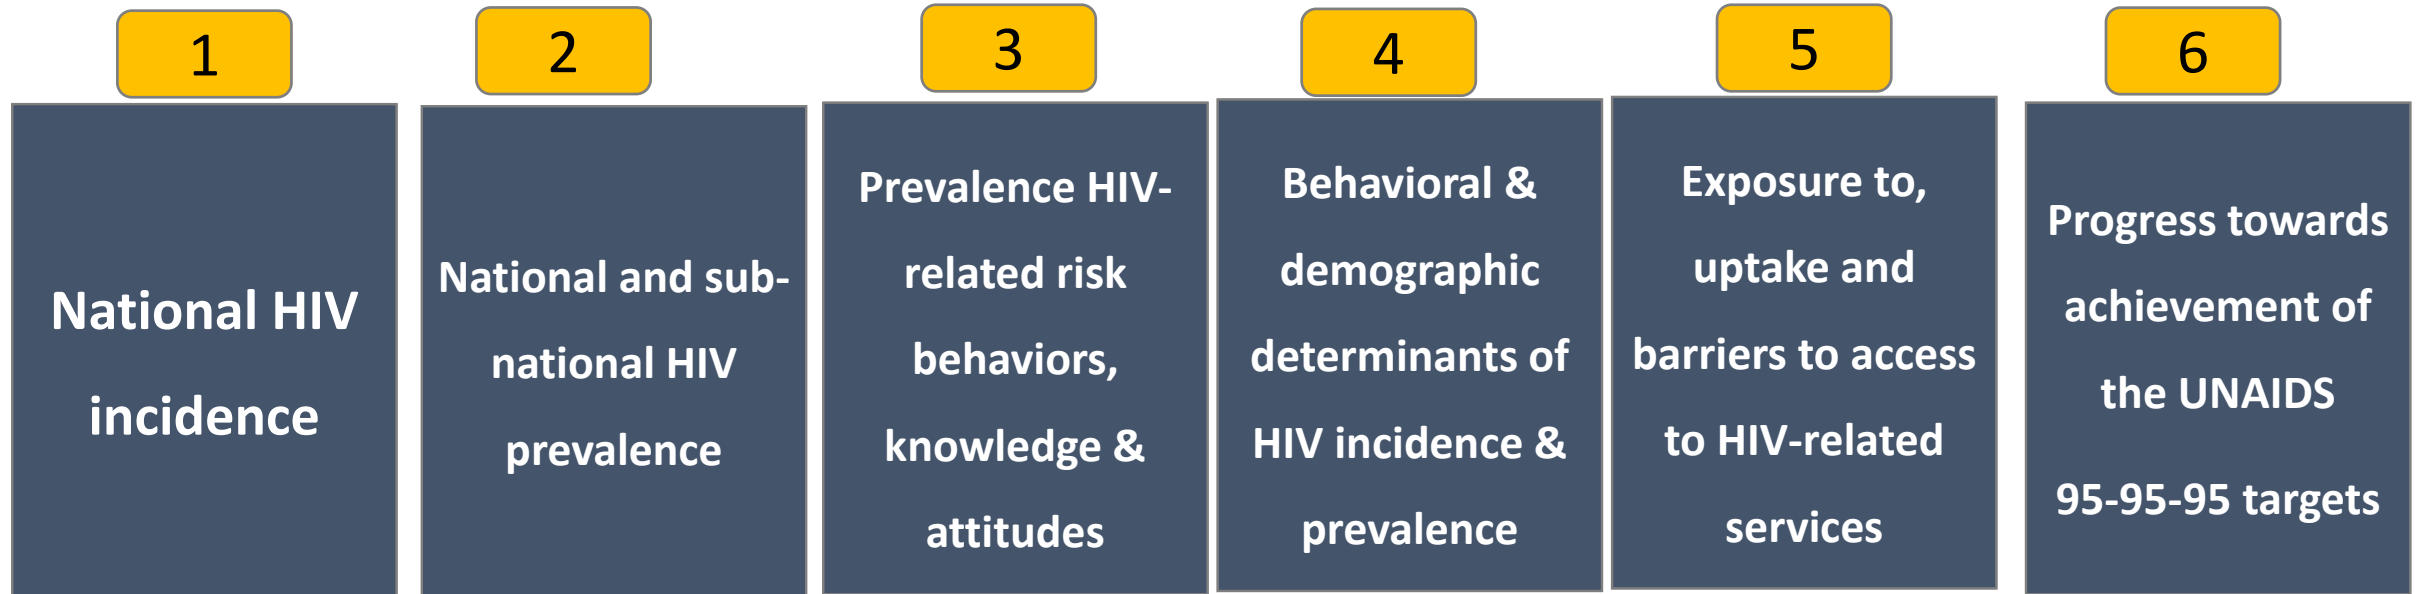 1
National HIV
incidence
2
National and sub-
national HIV
prevalence
3
Prevalence HIV-
related risk
behaviors,
knowledge &
attitudes
4
Behavioral &
demographic
determinants of
HIV incidence &
prevalence
5
Exposure to,
uptake and
barriers to access
to HIV-related
services
6
Progress towards
achievement of
the UNAIDS
95-95-95 targets